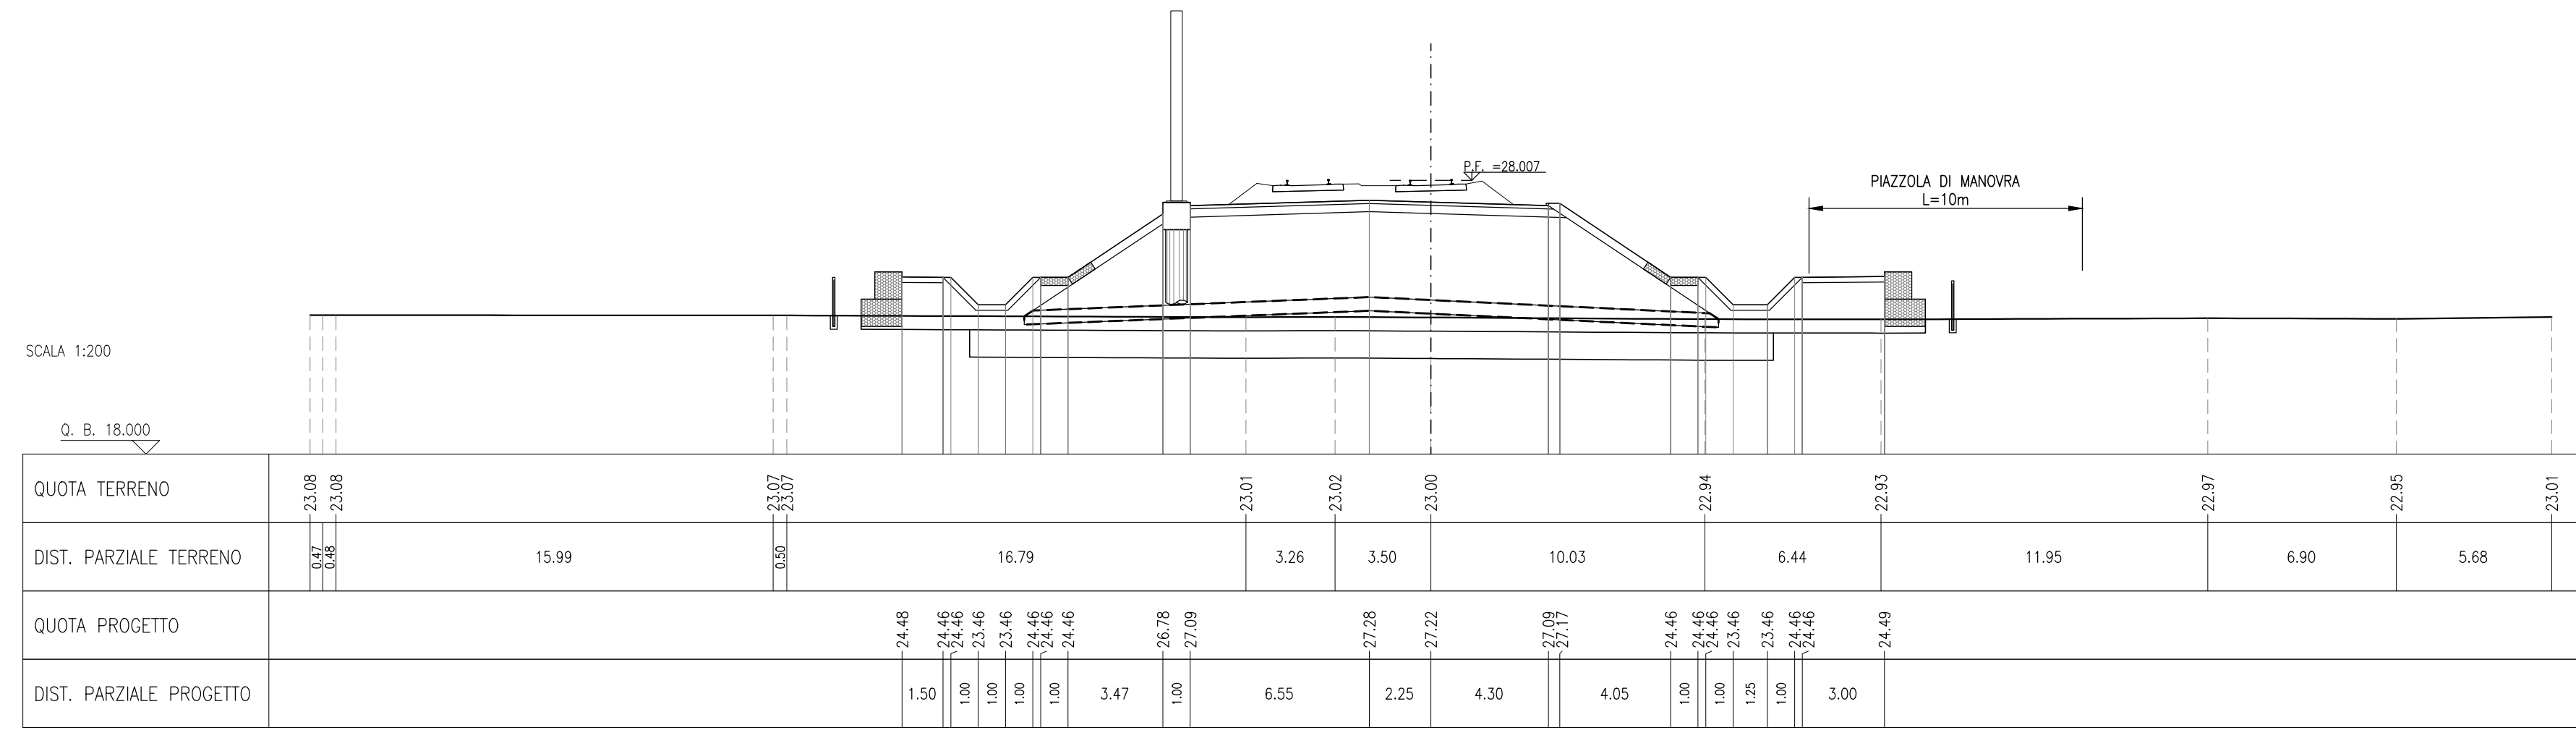 P.F. =28.007
PIAZZOLA DI MANOVRA
L=10m
SCALA 1:200
Q. B. 18.000
QUOTA TERRENO 23.08 23.08 23.07 23.07 23.01 23.02 23.00 22.94 22.93 22.97 22.95 23.01
DIST. PARZIALE TERRENO 0.47 0.48 15.99 0.50 16.79 3.26 3.50 10.03 6.44 11.95 6.90 5.68
QUOTA PROGETTO 24.48 24.46 24.46 23.46 23.46 24.46 24.46 24.46 26.78 27.09 27.28 27.22 27.09 27.17 24.46 24.46 24.46 23.46 23.46 24.46 24.46 24.49
DIST. PARZIALE PROGETTO 1.50 1.00 1.00 1.00 1.00 3.47 1.00 6.55 2.25 4.30 4.05 1.00 1.00 1.25 1.00 3.00